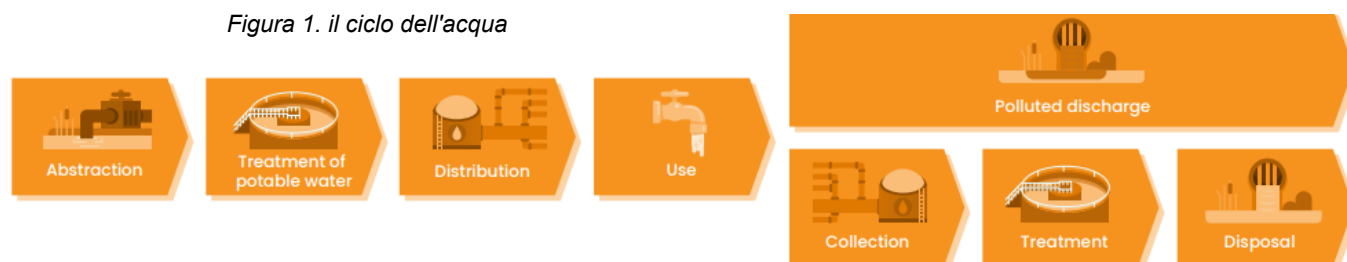 Figura 1. il ciclo dell'acqua
Abstraction
Treatment of
potable water
Distribution
Use
Polluted discharge
Collection
Treatment
Disposal